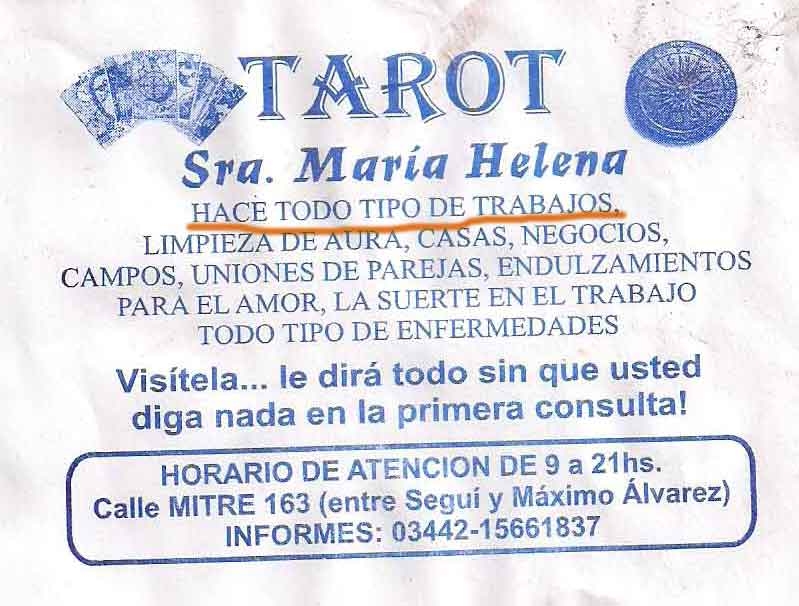 TAROT
Sra. María Helena
HACE TODO TIPO DE TRABAJOS,
LIMPIEZA DE AURA, CASAS, NEGOCIOS,
CAMPOS, UNIONES DE PAREJAS, ENDULZAMIENTOS
PARA EL AMOR, LA SUERTE EN EL TRABAJO
TODO TIPO DE ENFERMEDADES
Visítela... le dirá todo sin que usted
diga nada en la primera consulta!
HORARIO DE ATENCION DE 9 a 21hs.
Calle MITRE 163 (entre Seguí y Máximo Álvarez)
INFORMES: 03442-15661837